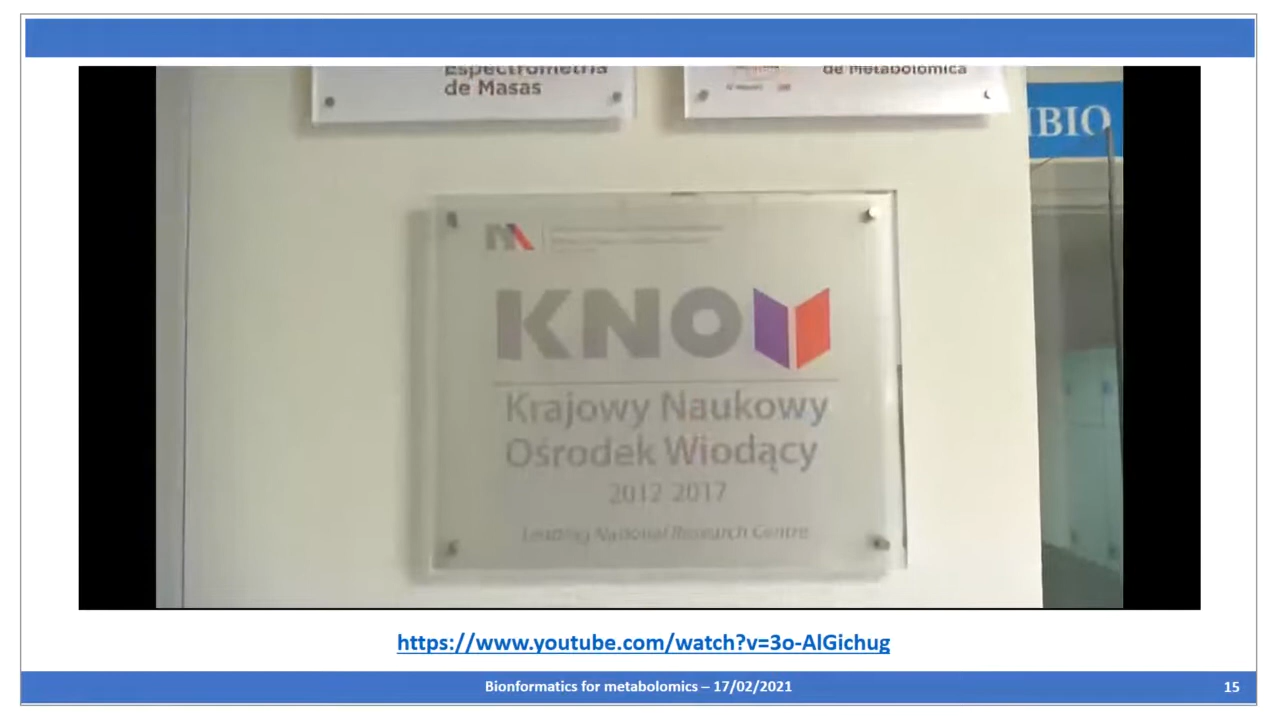 Espectrometría
de Masas
de Metabolómica
IBIO
KNOW
Krajowy Naukowy
Ośrodek Wiodący
2012-2017
Leading National Research Centre
https://www.youtube.com/watch?v=3o-AlGichug
Bionformatics for metabolomics – 17/02/2021
15